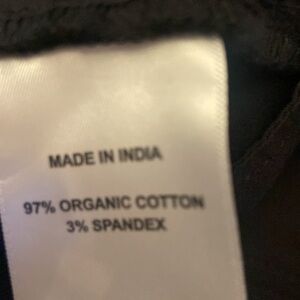 MADE IN INDIA
97% ORGANIC COTTON
3% SPANDEX